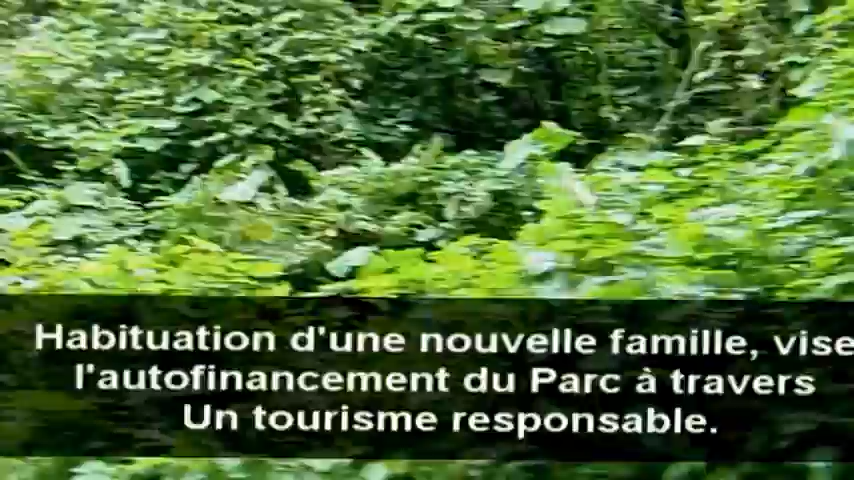 Habituation d'une nouvelle famille, vise
l'autofinancement du Parc à travers
Un tourisme responsable.